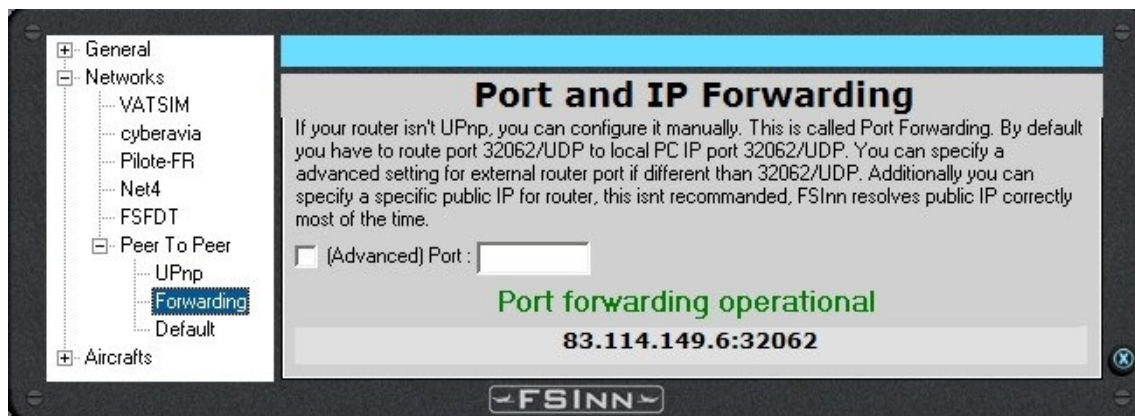 General
Networks
VATSIM
cyberavia
Pilote-FR
Net4
FSFDT
Peer To Peer
UPnp
Forwarding
Default
Aircrafts
Port and IP Forwarding
If your router isn't UPnp, you can configure it manually. This is called Port Forwarding. By default
you have to route port 32062/UDP to local PC IP port 32062/UDP. You can specify a
advanced setting for external router port if different than 32062/UDP. Additionally you can
specify a specific public IP for router, this isnt recommanded, FSInn resolves public IP correctly
most of the time.
(Advanced) Port :
Port forwarding operational
83.114.149.6:32062
FSINN